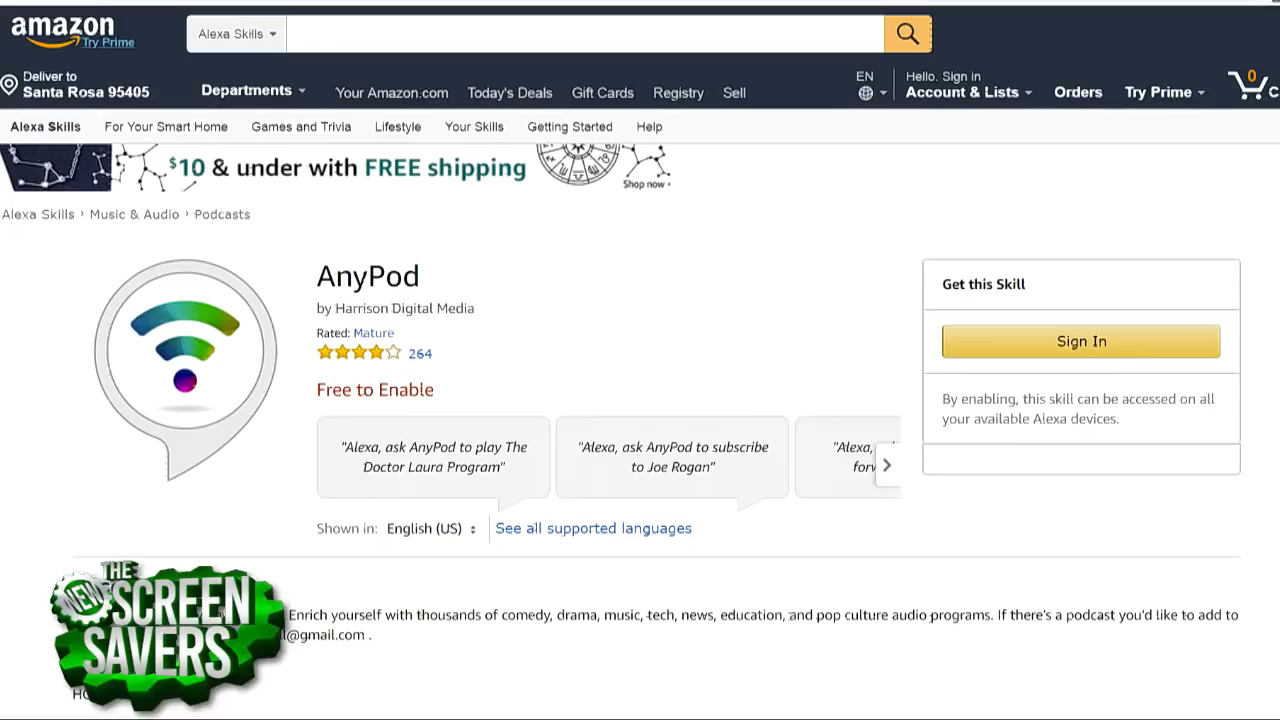 amazon
Try Prime
Alexa Skills
Deliver to
Santa Rosa 95405
Departments
Your Amazon.com
Today's Deals
Gift Cards
Registry
Sell
EN
Hello. Sign in
Account & Lists
Orders
Try Prime
0
C
Alexa Skills
For Your Smart Home
Games and Trivia
Lifestyle
Your Skills
Getting Started
Help
$10 & under with FREE shipping
Shop now
Alexa Skills › Music & Audio › Podcasts
AnyPod
by Harrison Digital Media
Rated: Mature
264
Free to Enable
Get this Skill
Sign In
By enabling, this skill can be accessed on all
your available Alexa devices.
"Alexa, ask AnyPod to play The
Doctor Laura Program"
"Alexa, ask AnyPod to subscribe
to Joe Rogan"
"Alexa,
forw
Shown in: English (US)
See all supported languages
Enrich yourself with thousands of comedy, drama, music, tech, news, education, and pop culture audio programs. If there's a podcast you'd like to add to
l@gmail.com .
THE
NEW
SCREEN
SAVERS